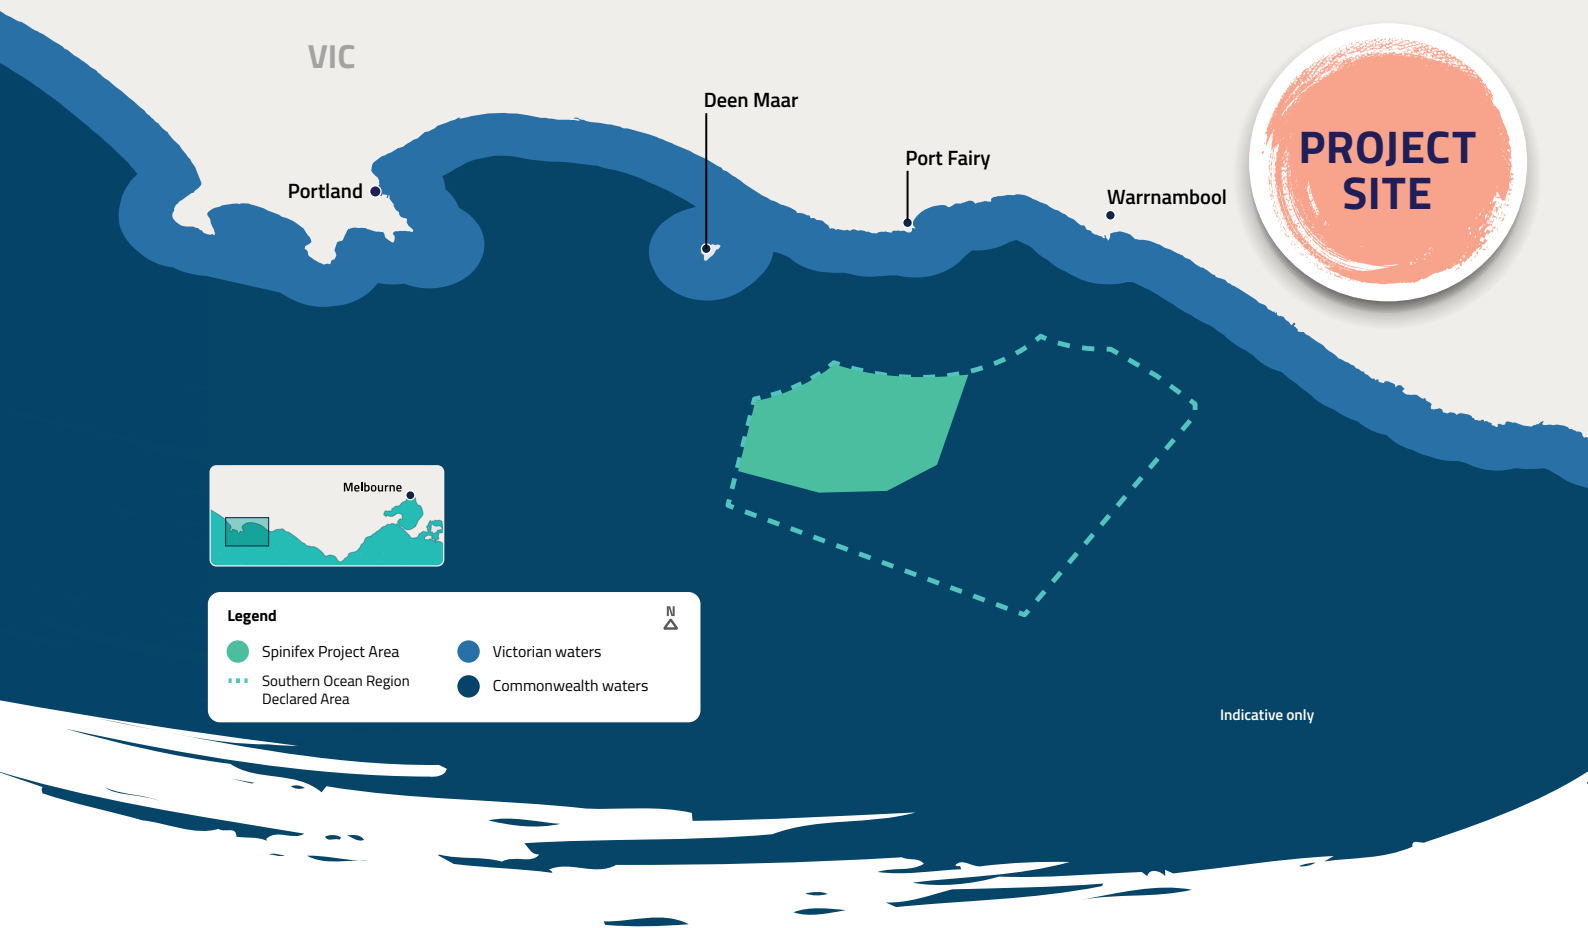 VIC
Deen Maar
Port Fairy
Portland
Warrnambool
PROJECT
SITE
Melbourne
Legend
N
Spinifex Project Area
Victorian waters
Southern Ocean Region
Declared Area
Commonwealth waters
Indicative only